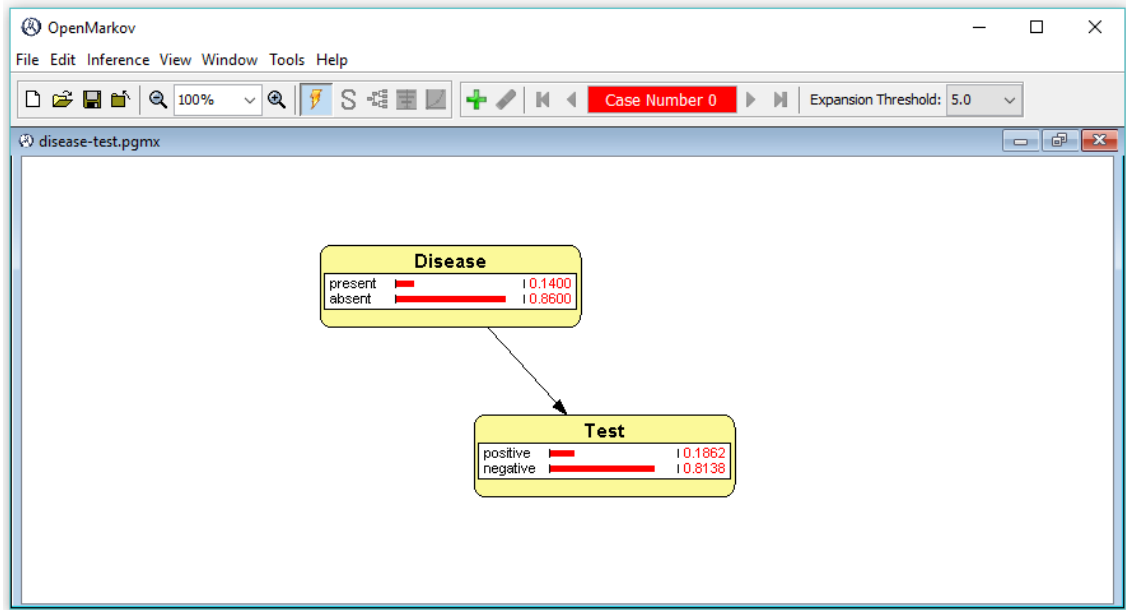 OpenMarkov
File Edit Inference View Window Tools Help
100% S Case Number 0 Expansion Threshold: 5.0
disease-test.pgmx
Disease
present 0.1400
absent 0.8600
Test
positive 0.1862
negative 0.8138